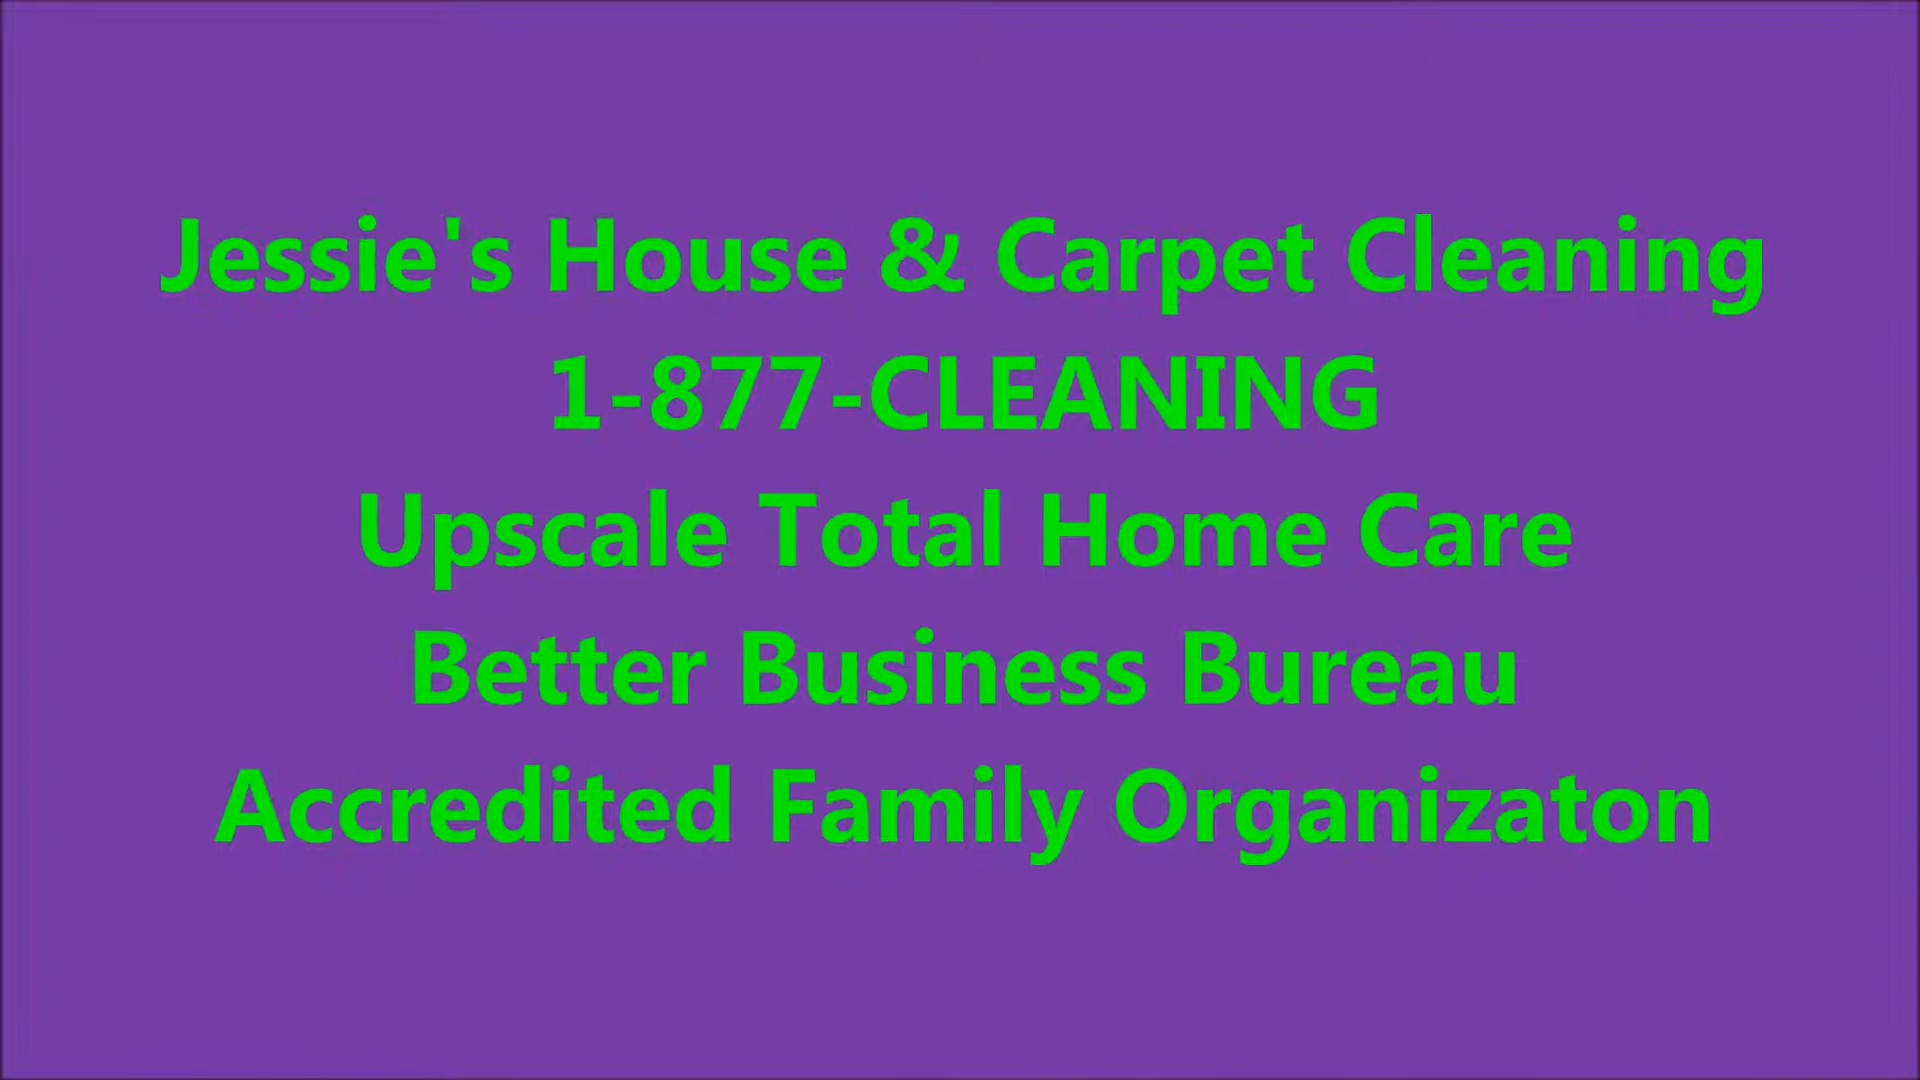 Jessie's House & Carpet Cleaning
1-877-CLEANING
Upscale Total Home Care
Better Business Bureau
Accredited Family Organizaton